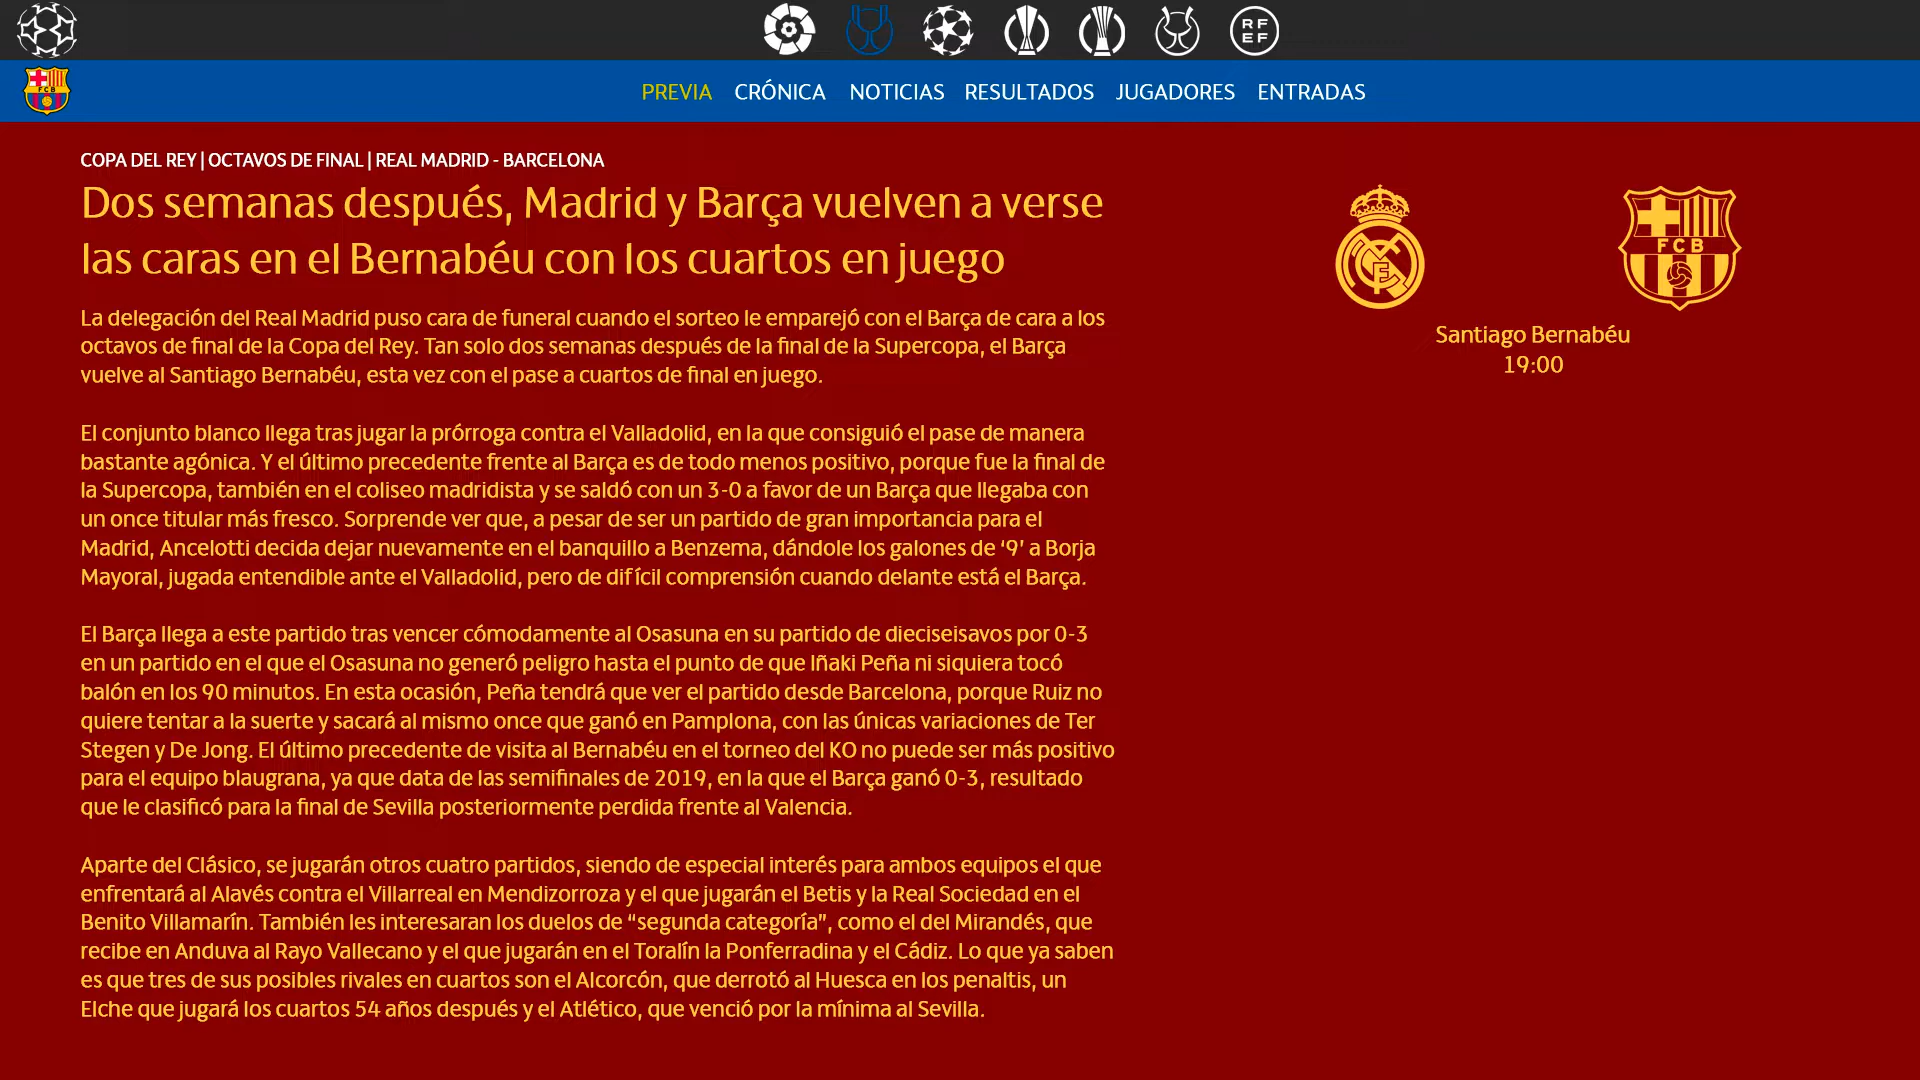 RF
EF
PREVIA CRÓNICA NOTICIAS RESULTADOS JUGADORES ENTRADAS
COPA DEL REY | OCTAVOS DE FINAL | REAL MADRID - BARCELONA
Dos semanas después, Madrid y Barça vuelven a verse
las caras en el Bernabéu con los cuartos en juego
La delegación del Real Madrid puso cara de funeral cuando el sorteo le emparejó con el Barça de cara a los
octavos de final de la Copa del Rey. Tan solo dos semanas después de la final de la Supercopa, el Barça
vuelve al Santiago Bernabéu, esta vez con el pase a cuartos de final en juego.
El conjunto blanco llega tras jugar la prórroga contra el Valladolid, en la que consiguió el pase de manera
bastante agónica. Y el último precedente frente al Barça es de todo menos positivo, porque fue la final de
la Supercopa, también en el coliseo madridista y se saldó con un 3-0 a favor de un Barça que llegaba con
un once titular más fresco. Sorprende ver que, a pesar de ser un partido de gran importancia para el
Madrid, Ancelotti decida dejar nuevamente en el banquillo a Benzema, dándole los galones de ‘9’ a Borja
Mayoral, jugada entendible ante el Valladolid, pero de difícil comprensión cuando delante está el Barça.
El Barça llega a este partido tras vencer cómodamente al Osasuna en su partido de dieciseisavos por 0-3
en un partido en el que el Osasuna no generó peligro hasta el punto de que Iñaki Peña ni siquiera tocó
balón en los 90 minutos. En esta ocasión, Peña tendrá que ver el partido desde Barcelona, porque Ruiz no
quiere tentar a la suerte y sacará al mismo once que ganó en Pamplona, con las únicas variaciones de Ter
Stegen y De Jong. El último precedente de visita al Bernabéu en el torneo del KO no puede ser más positivo
para el equipo blaugrana, ya que data de las semifinales de 2019, en la que el Barça ganó 0-3, resultado
que le clasificó para la final de Sevilla posteriormente perdida frente al Valencia.
Aparte del Clásico, se jugarán otros cuatro partidos, siendo de especial interés para ambos equipos el que
enfrentará al Alavés contra el Villarreal en Mendizorroza y el que jugarán el Betis y la Real Sociedad en el
Benito Villamarín. También les interesaran los duelos de “segunda categoría”, como el del Mirandés, que
recibe en Anduva al Rayo Vallecano y el que jugarán en el Toralín la Ponferradina y el Cádiz. Lo que ya saben
es que tres de sus posibles rivales en cuartos son el Alcorcón, que derrotó al Huesca en los penaltis, un
Elche que jugará los cuartos 54 años después y el Atlético, que venció por la mínima al Sevilla.
FCB
Santiago Bernabéu
19:00